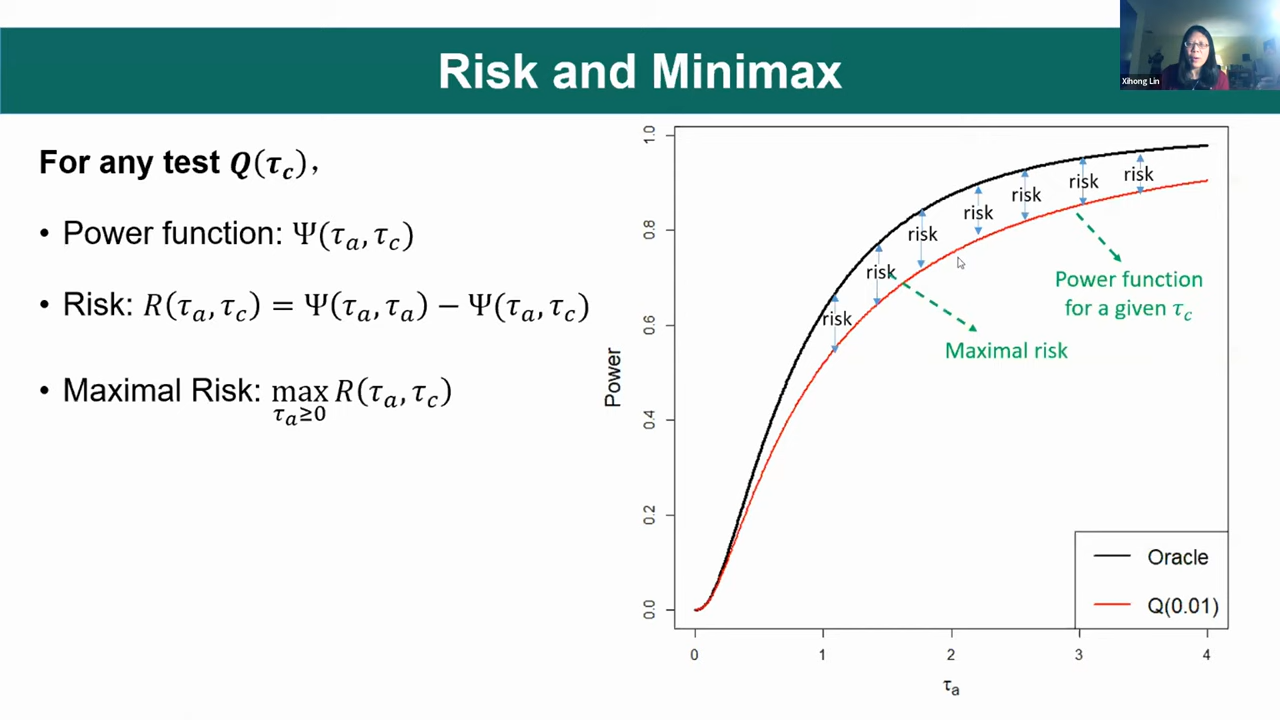 Risk and Minimax
Xihong Lin
For any test Q(τ_c),
• Power function: Ψ(τ_a, τ_c)
• Risk: R(τ_a, τ_c) = Ψ(τ_a, τ_a) − Ψ(τ_a, τ_c)
• Maximal Risk: max_{τ_a≥0} R(τ_a, τ_c)
Power
1.0
0.8
0.6
0.4
0.2
0.0
risk
risk
risk
risk
risk
risk
risk
Power function
for a given τ_c
Maximal risk
Oracle
Q(0.01)
0 1 2 3 4
τ_a